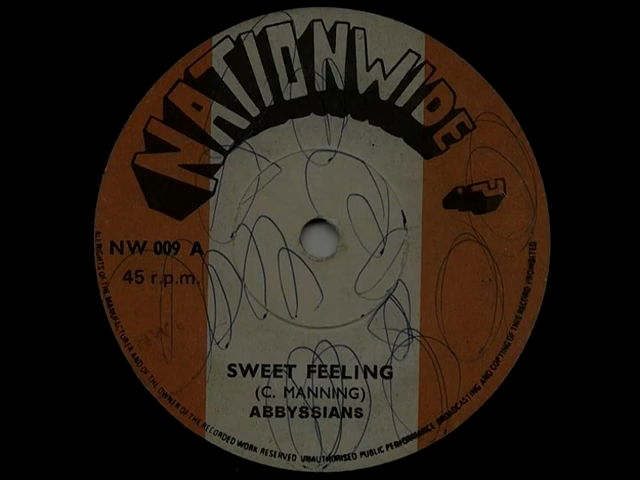 NATIONWIDE
NW 009 A
45 r.p.m.
SWEET FEELING
(C. MANNING)
ABBYSSIANS
ALL RIGHTS OF THE MANUFACTURER AND OF THE OWNER OF THE RECORDED WORK RESERVED UNAUTHORISED PUBLIC PERFORMANCE BROADCASTING AND COPYING OF THIS RECORD PROHIBITED